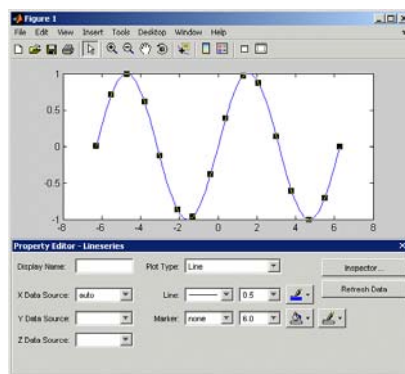 Figure 1
File Edit View Insert Tools Desktop Window Help
1
0.5
0
-0.5
-1
-8 -6 -4 -2 0 2 4 6 8
Property Editor - Lineseries
Display Name: Plot Type: Line Inspector...
X Data Source: auto Line: 0.5 Refresh Data
Y Data Source: Marker: none 6.0
Z Data Source: